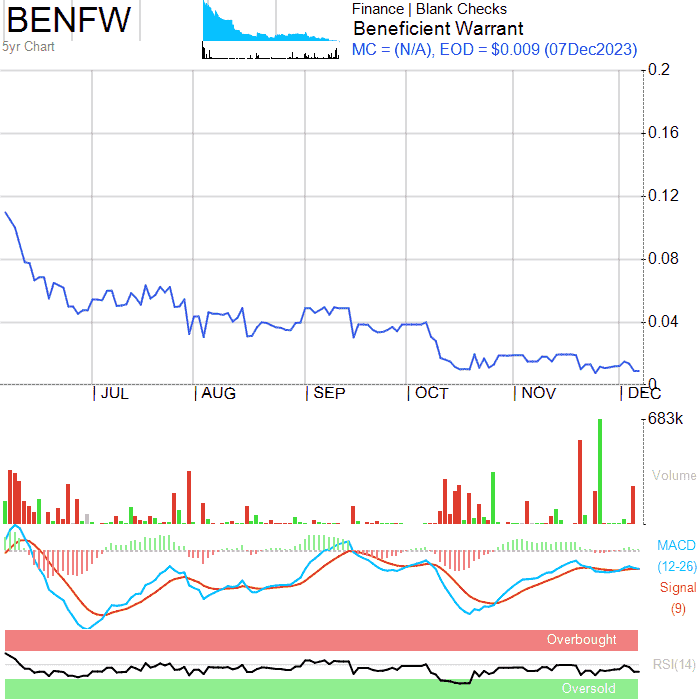 BENFW
5yr Chart
Finance | Blank Checks
Beneficient Warrant
MC = (N/A), EOD = $0.009 (07Dec2023)
0.2
0.16
0.12
0.08
0.04
0
JUL AUG SEP OCT NOV DEC
683k
Volume
MACD
(12-26)
Signal
(9)
Overbought
RSI(14)
Oversold